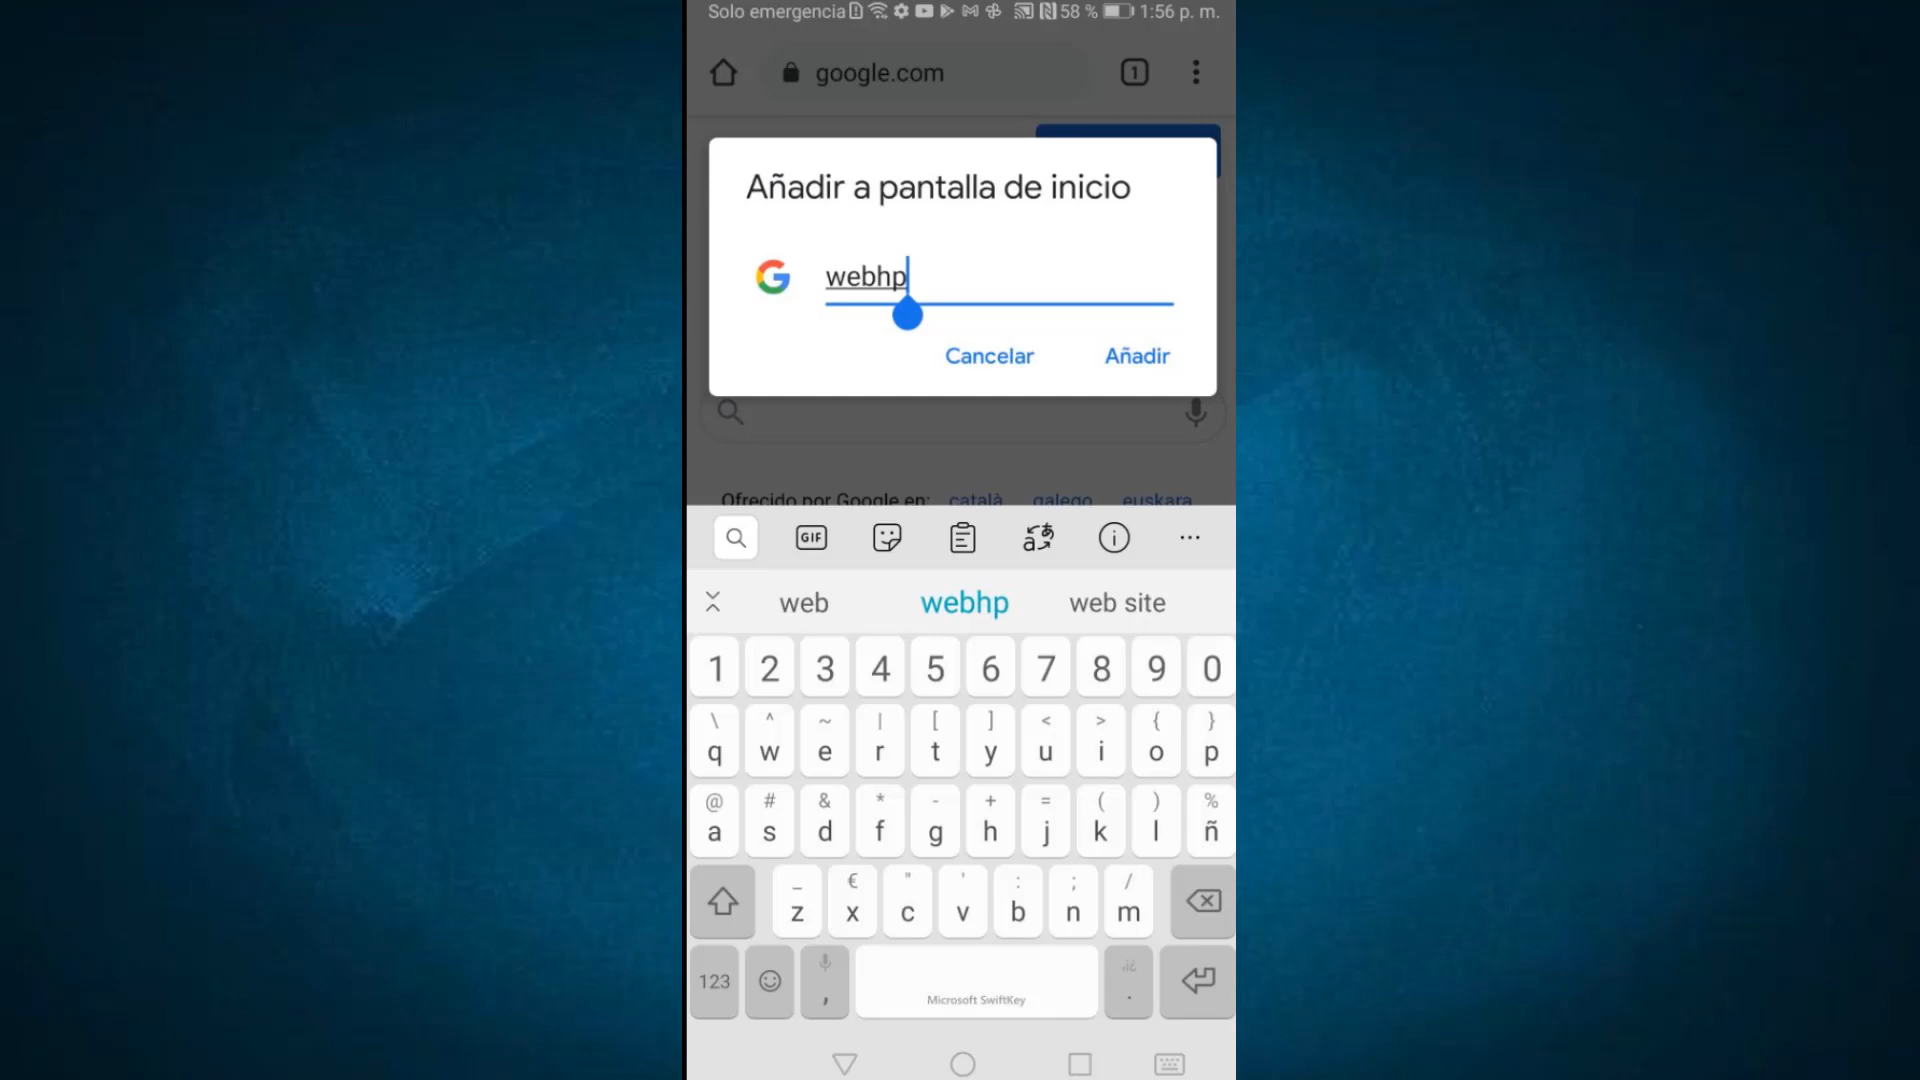 Solo emergencia 58 % 1:56 p. m.
google.com 1
Añadir a pantalla de inicio
webhp
Cancelar Añadir
Ofrecido por Google en: català galego euskara
GIF
web webhp web site
1 2 3 4 5 6 7 8 9 0
\ ^ ~ | [ ] < > { }
q w e r t y u i o p
@ # & * - + = ( ) %
a s d f g h j k l ñ
_ € " ' : ; /
z x c v b n m
123 , .
Microsoft SwiftKey